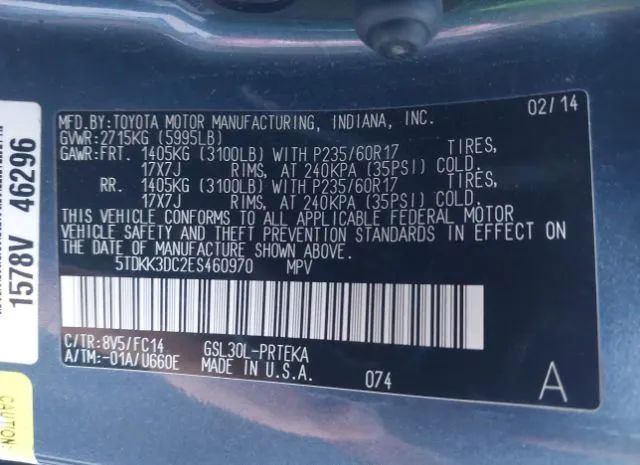 MFD.BY:TOYOTA MOTOR MANUFACTURING, INDIANA, INC. 02/14
GVWR:2715KG (5995LB)
GAWR:FRT. 1405KG (3100LB) WITH P235/60R17 TIRES,
17X7J RIMS, AT 240KPA (35PSI) COLD.
RR. 1405KG (3100LB) WITH P235/60R17 TIRES,
17X7J RIMS, AT 240KPA (35PSI) COLD.
THIS VEHICLE CONFORMS TO ALL APPLICABLE FEDERAL MOTOR
VEHICLE SAFETY AND THEFT PREVENTION STANDARDS IN EFFECT ON
THE DATE OF MANUFACTURE SHOWN ABOVE.
5TDKK3DC2ES460970 MPV
C/TR:8V5/FC14 GSL30L-PRTEKA
A/TM:-01A/U660E MADE IN U.S.A. 074 A
1578V 46296
CAUTION